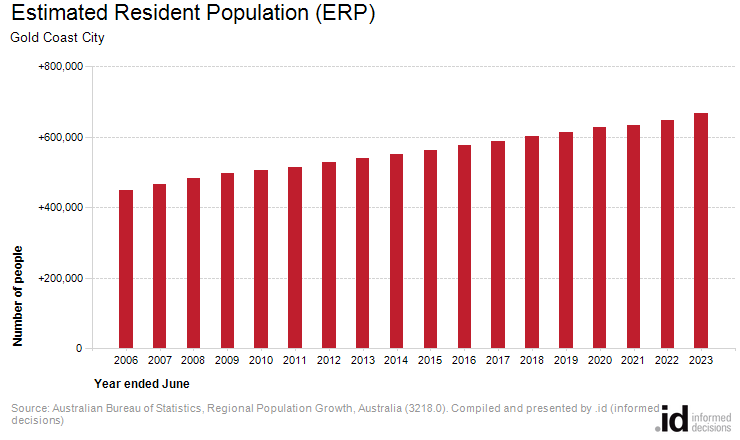 Estimated Resident Population (ERP)
Gold Coast City
+800,000
+600,000
+400,000
+200,000
0
Number of people
2006 2007 2008 2009 2010 2011 2012 2013 2014 2015 2016 2017 2018 2019 2020 2021 2022 2023
Year ended June
Source: Australian Bureau of Statistics, Regional Population Growth, Australia (3218.0). Compiled and presented by .id (informed
decisions)
.id informed
decisions